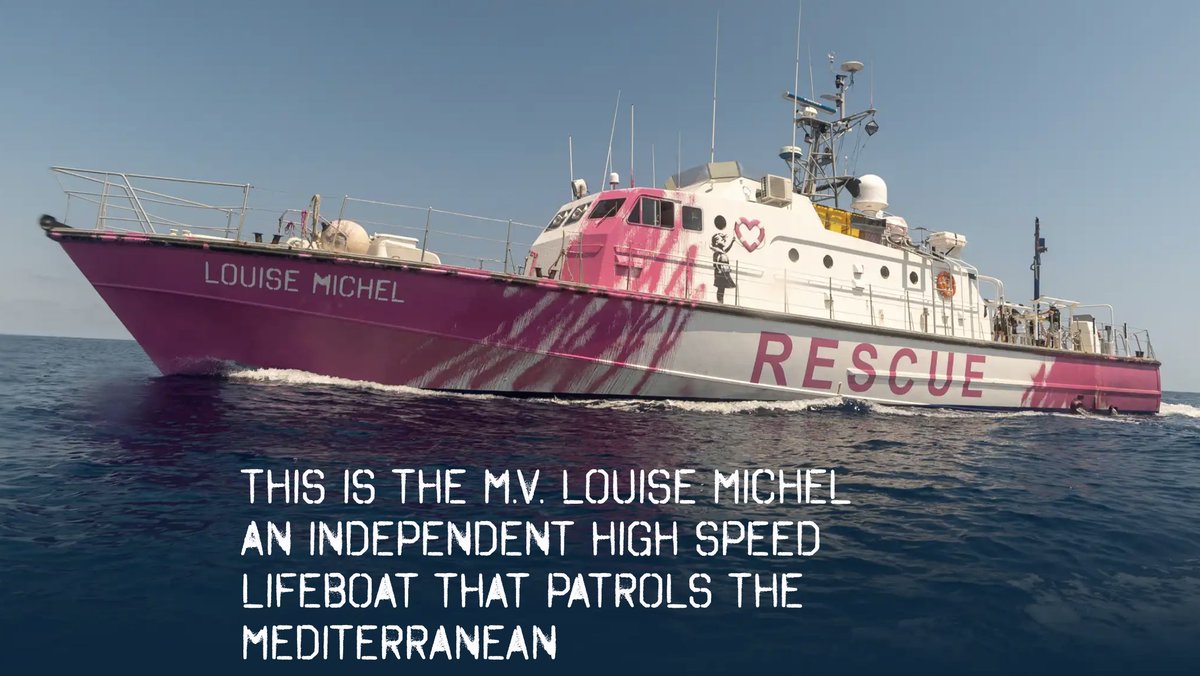 LOUISE MICHEL
RESCUE
THIS IS THE M.V. LOUISE MICHEL
AN INDEPENDENT HIGH SPEED
LIFEBOAT THAT PATROLS THE
MEDITERRANEAN